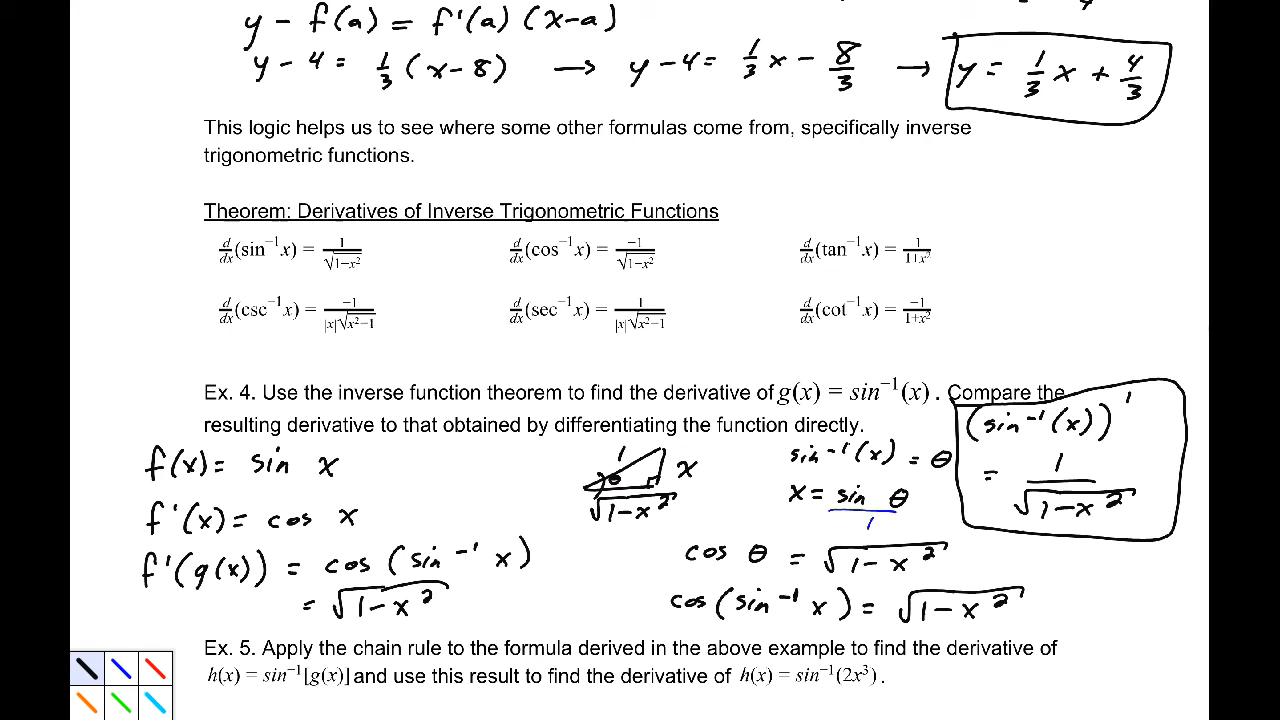 y - f(a) = f'(a) (x-a)
y - 4 = 1/3 (x - 8) → y - 4 = 1/3 x - 8/3 → y = 1/3 x + 4/3
This logic helps us to see where some other formulas come from, specifically inverse
trigonometric functions.
Theorem: Derivatives of Inverse Trigonometric Functions
d/dx(sin⁻¹x) = 1/√(1−x²) d/dx(cos⁻¹x) = −1/√(1−x²) d/dx(tan⁻¹x) = 1/(1+x²)
d/dx(csc⁻¹x) = −1/(|x|√(x²−1)) d/dx(sec⁻¹x) = 1/(|x|√(x²−1)) d/dx(cot⁻¹x) = −1/(1+x²)
Ex. 4. Use the inverse function theorem to find the derivative of g(x) = sin⁻¹(x). Compare the
resulting derivative to that obtained by differentiating the function directly.
f(x) = sin x
f'(x) = cos x
f'(g(x)) = cos(sin⁻¹ x)
= √(1−x²)
1 x
θ
√(1−x²)
sin⁻¹(x) = θ
x = sin θ
1
cos θ = √(1−x²)
cos(sin⁻¹ x) = √(1−x²)
(sin⁻¹(x))'
= 1/√(1−x²)
Ex. 5. Apply the chain rule to the formula derived in the above example to find the derivative of
h(x) = sin⁻¹[g(x)] and use this result to find the derivative of h(x) = sin⁻¹(2x³).